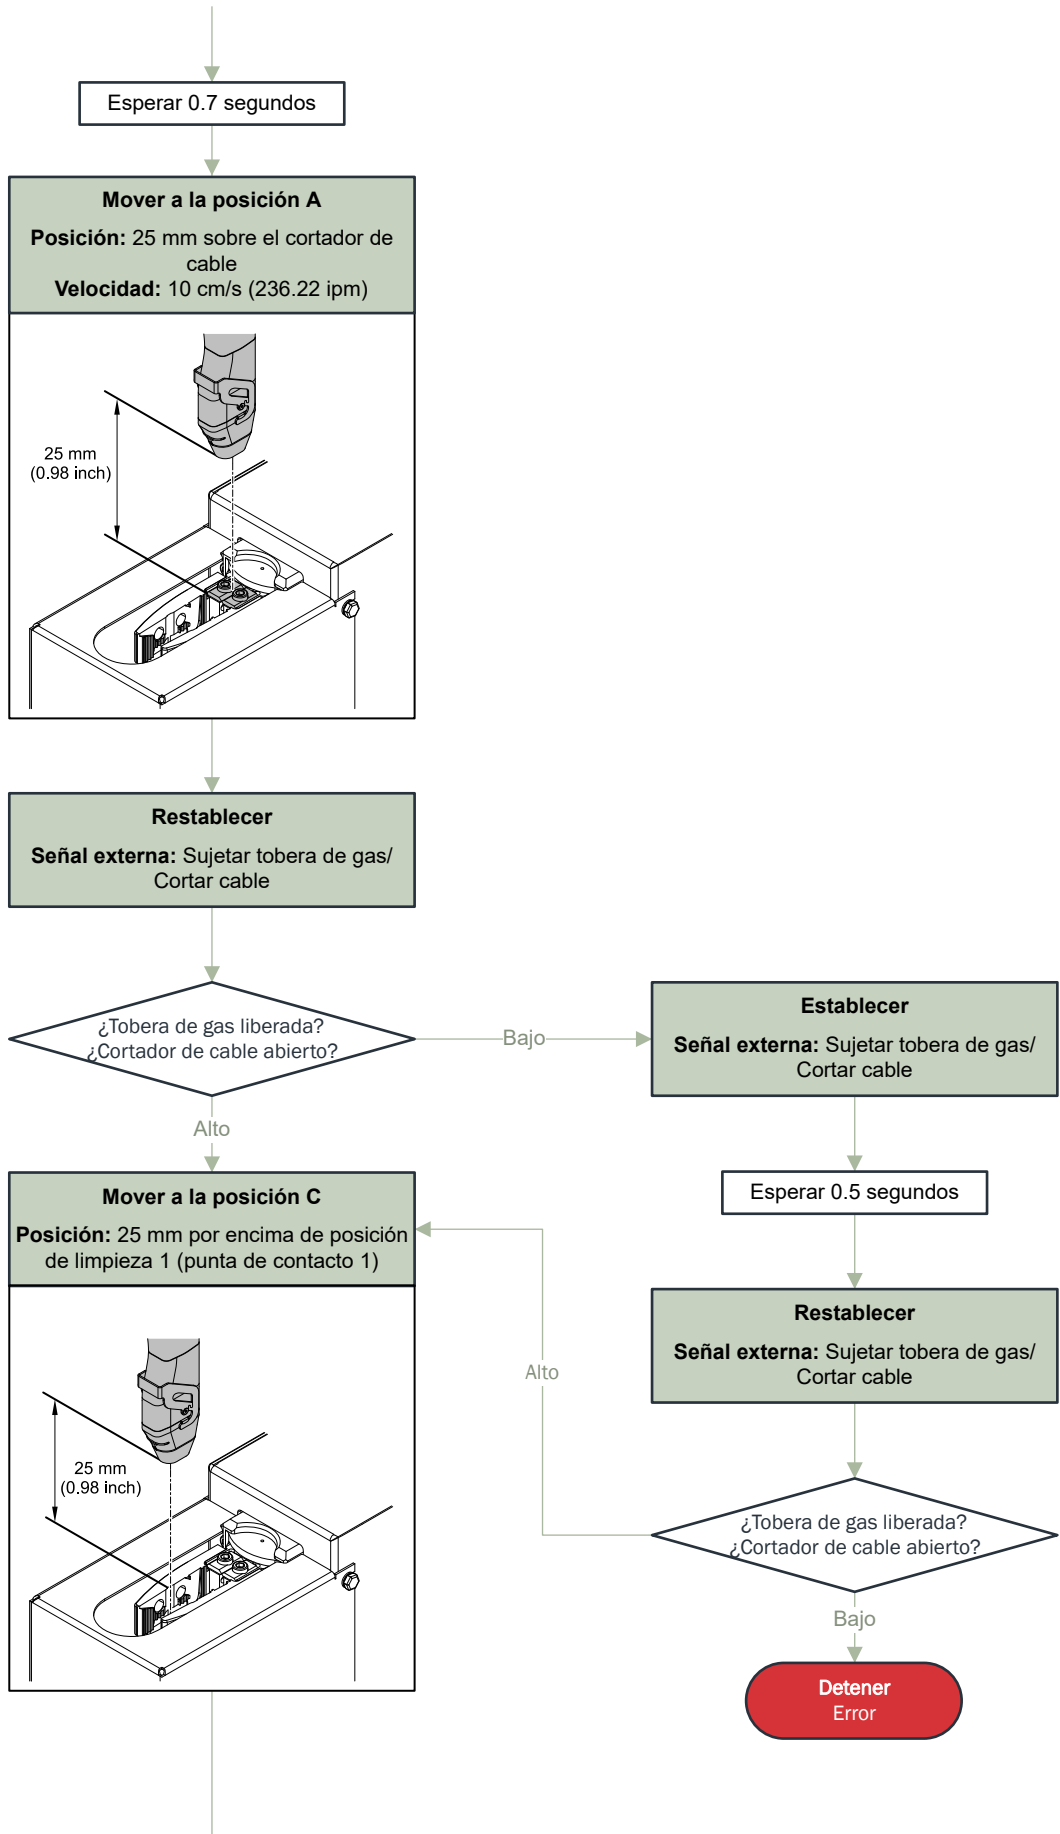 Esperar 0.7 segundos
Mover a la posición A
Posición: 25 mm sobre el cortador de
cable
Velocidad: 10 cm/s (236.22 ipm)
25 mm
(0.98 inch)
Restablecer
Señal externa: Sujetar tobera de gas/
Cortar cable
¿Tobera de gas liberada?
¿Cortador de cable abierto?
Bajo
Establecer
Señal externa: Sujetar tobera de gas/
Cortar cable
Alto
Esperar 0.5 segundos
Mover a la posición C
Posición: 25 mm por encima de posición
de limpieza 1 (punta de contacto 1)
Restablecer
Señal externa: Sujetar tobera de gas/
Cortar cable
Alto
25 mm
(0.98 inch)
¿Tobera de gas liberada?
¿Cortador de cable abierto?
Bajo
Detener
Error